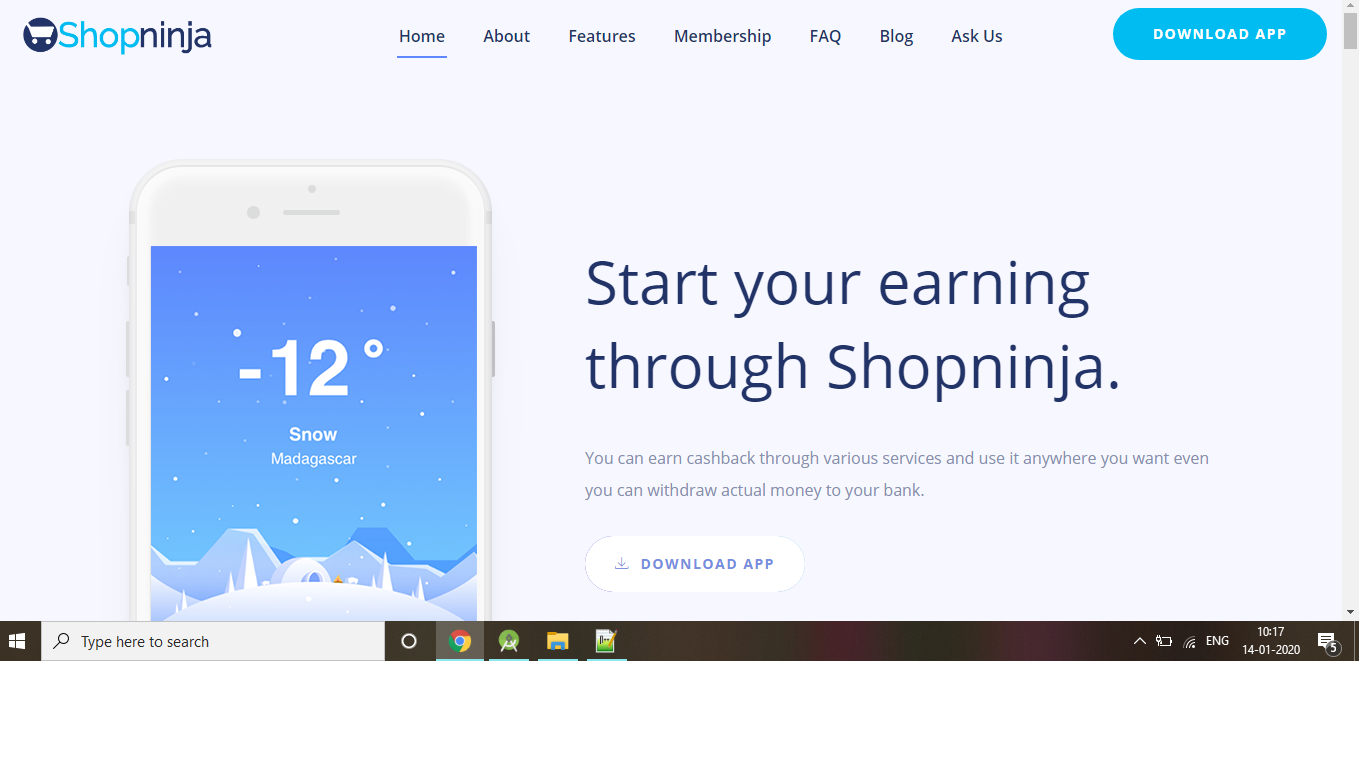 Shopninja
Home About Features Membership FAQ Blog Ask Us
DOWNLOAD APP
-12°
Snow
Madagascar
Start your earning
through Shopninja.
You can earn cashback through various services and use it anywhere you want even
you can withdraw actual money to your bank.
DOWNLOAD APP
Type here to search
ENG
10:17
14-01-2020
5